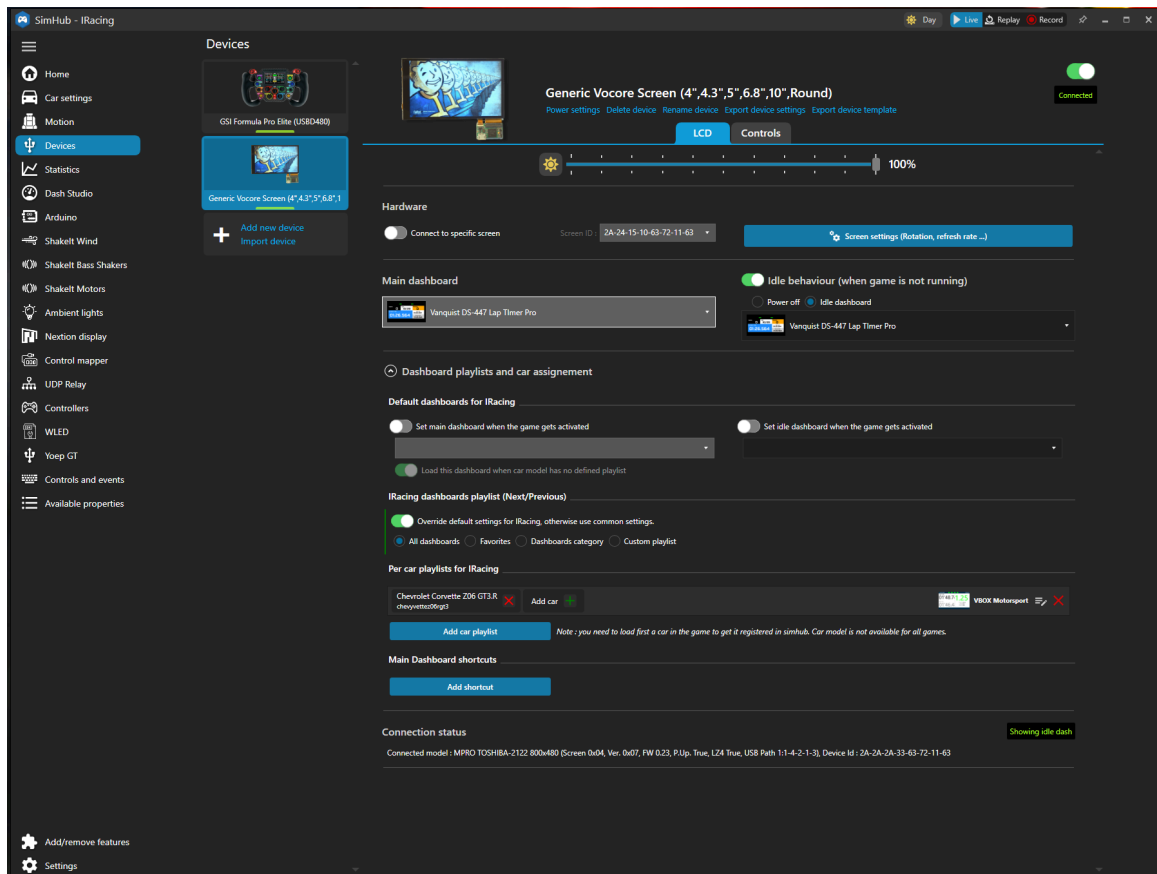 SimHub - IRacing
Day
Live
Replay
Record
Home
Car settings
Motion
Devices
Statistics
Dash Studio
Arduino
ShakeIt Wind
ShakeIt Bass Shakers
ShakeIt Motors
Ambient lights
Nextion display
Control mapper
UDP Relay
Controllers
WLED
Yoep GT
Controls and events
Available properties
Add/remove features
Settings
Devices
GSI Formula Pro Elite (USBD480)
Generic Vocore Screen (4",4.3",5",6.8",1
Add new device
Import device
Generic Vocore Screen (4",4.3",5",6.8",10",Round)
Power settings Delete device Rename device Export device settings Export device template
Connected
LCD
Controls
100%
Hardware
Connect to specific screen
Screen ID :
2A-24-15-10-63-72-11-63
Screen settings (Rotation, refresh rate ...)
Main dashboard
Vanquist DS-447 Lap TImer Pro
Idle behaviour (when game is not running)
Power off
Idle dashboard
Vanquist DS-447 Lap TImer Pro
Dashboard playlists and car assignement
Default dashboards for IRacing
Set main dashboard when the game gets activated
Set idle dashboard when the game gets activated
Load this dashboard when car model has no defined playlist
IRacing dashboards playlist (Next/Previous)
Override default settings for IRacing, otherwise use common settings.
All dashboards
Favorites
Dashboards category
Custom playlist
Per car playlists for IRacing
Chevrolet Corvette Z06 GT3.R
chevyvettez06rgt3
Add car
VBOX Motorsport
Add car playlist
Note : you need to load first a car in the game to get it registered in simhub. Car model is not available for all games.
Main Dashboard shortcuts
Add shortcut
Connection status
Showing idle dash
Connected model : MPRO TOSHIBA-2122 800x480 (Screen 0x04, Ver. 0x07, FW 0.23, P.Up. True, LZ4 True, USB Path 1:1-4-2-1-3), Device Id : 2A-2A-2A-33-63-72-11-63